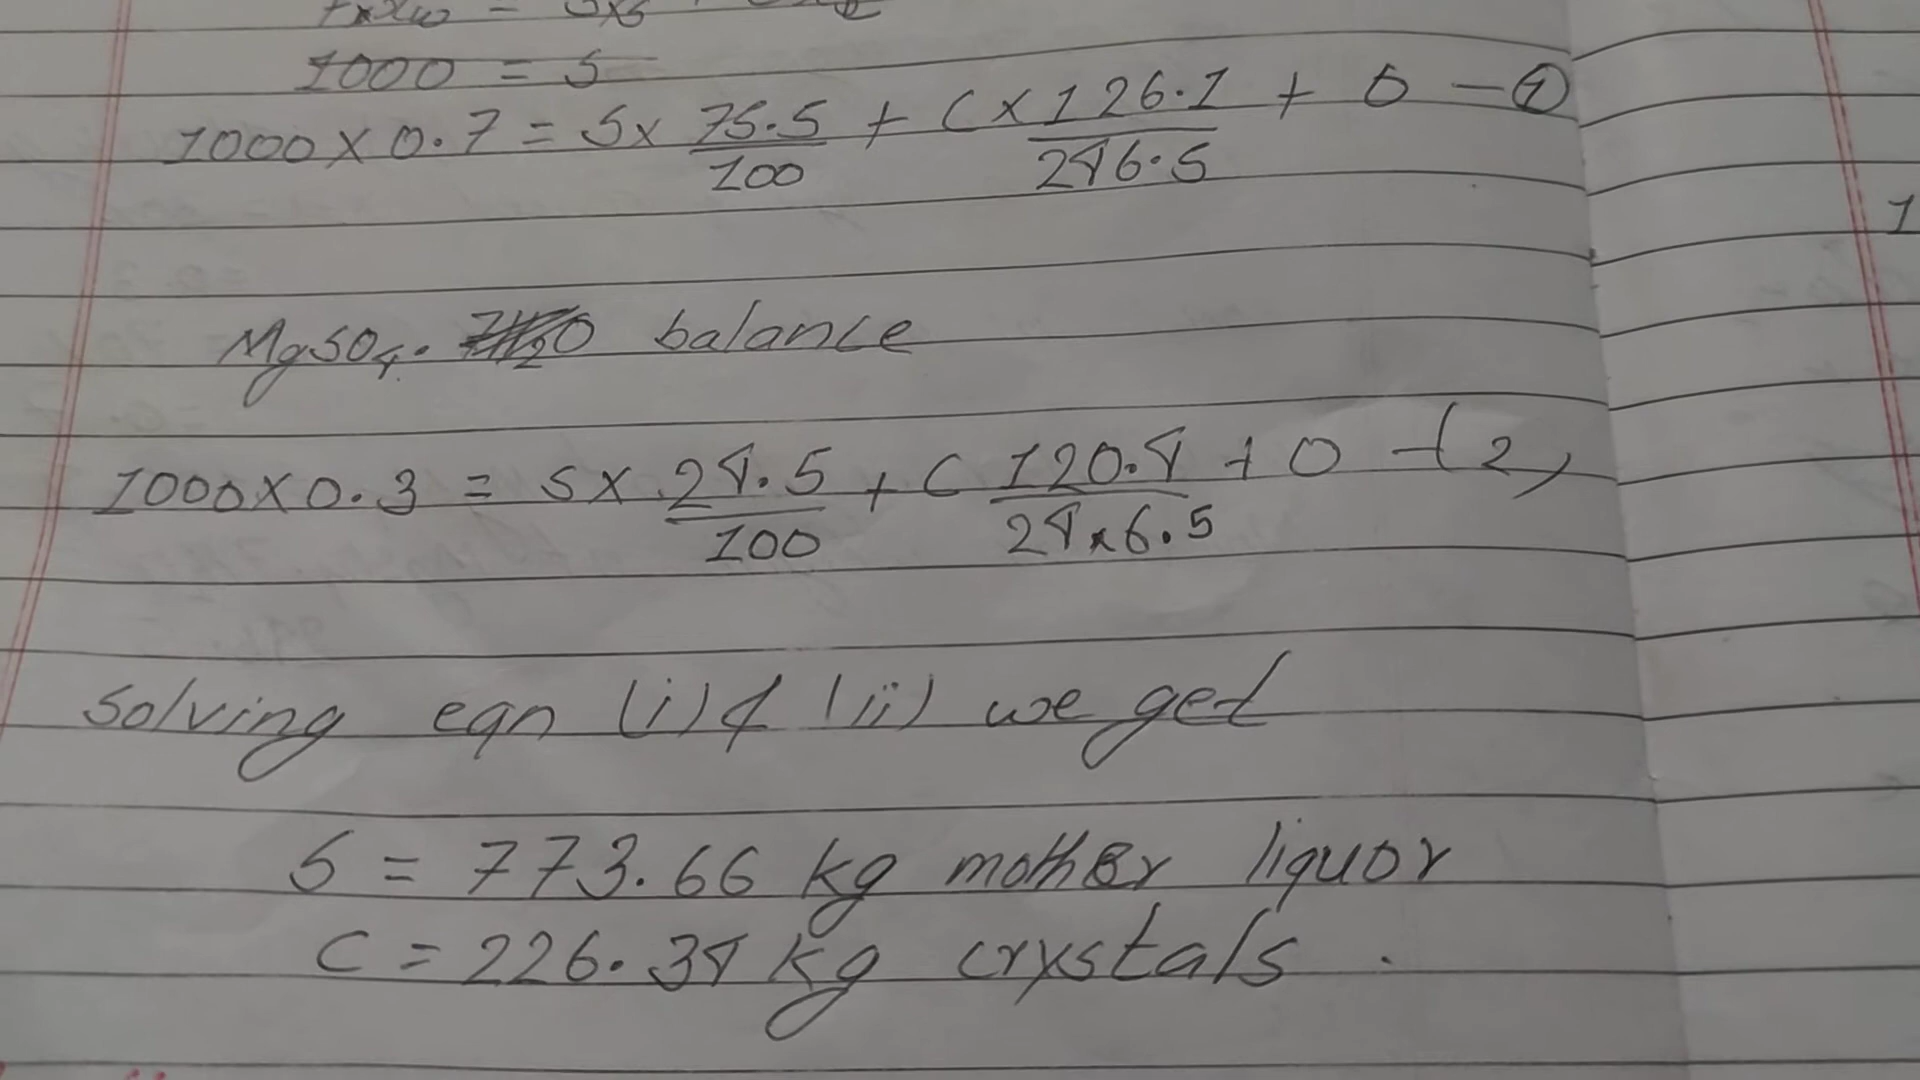 1000 = S
1000 x 0.7 = S x 75.5/100 + C x 126.1/246.5 + 0 - ①
1
MgSO4. balance
1000 x 0.3 = S x 24.5/100 + C 120.4/24x6.5 + 0 - (2)
Solving eqn (i) & (ii) we get
S = 773.66 kg mother liquor
C = 226.34 kg crystals.